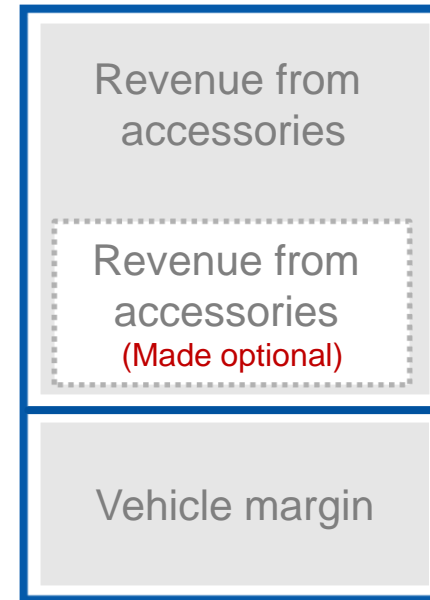 Revenue from
accessories
Revenue from
accessories
(Made optional)
Vehicle margin